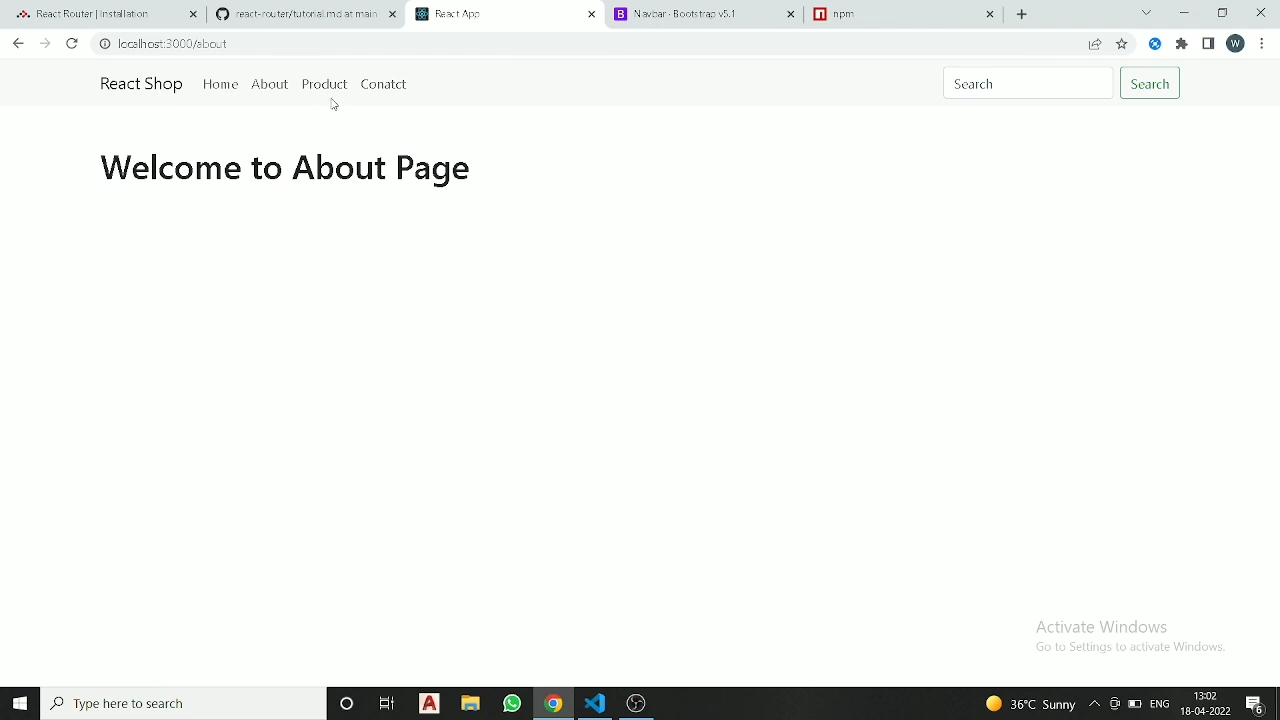 React Router | Installation
react-router/tutorial.md at main
React App
Navbar · Bootstrap v5.1
npm
localhost:3000/about
W
React Shop Home About Product Conatct
Search Search
Welcome to About Page
Activate Windows
Go to Settings to activate Windows.
Type here to search
36°C Sunny
ENG
13:02
18-04-2022
6